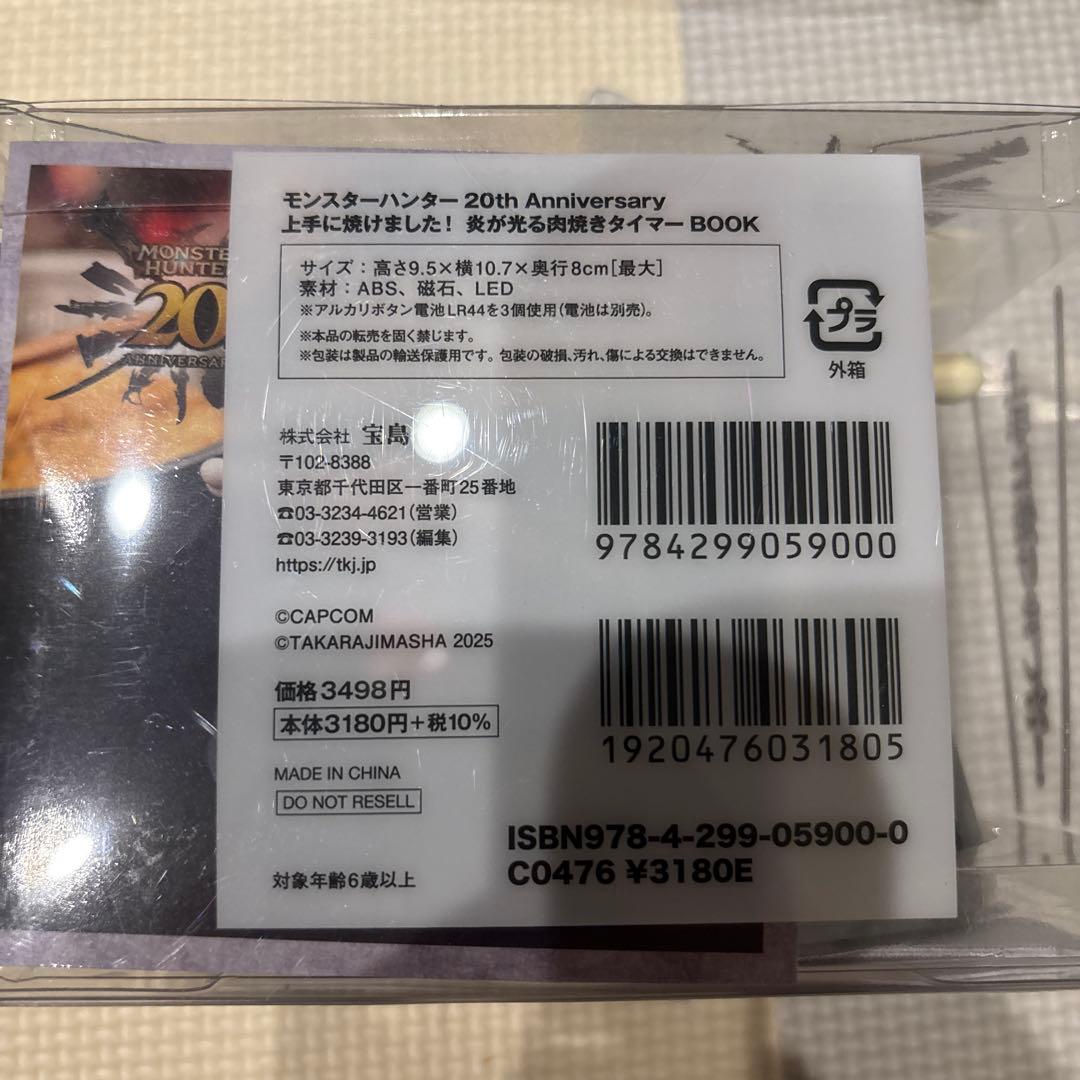 モンスターハンター 20th Anniversary
上手に焼けました! 炎が光る肉焼きタイマー BOOK
サイズ：高さ9.5×横10.7×奥行8cm［最大］
素材：ABS、磁石、LED
※アルカリボタン電池LR44を3個使用（電池は別売）。
※本品の転売を固く禁じます。
※包装は製品の輸送保護用です。包装の破損、汚れ、傷による交換はできません。
プラ
外箱
MONSTE
HUNTER
20
ANNIVERSAR
株式会社 宝島
〒102-8388
東京都千代田区一番町25番地
☎03-3234-4621（営業）
☎03-3239-3193（編集）
https://tkj.jp
9784299059000
©CAPCOM
©TAKARAJIMASHA 2025
価格3498円
本体3180円+税10%
1920476031805
MADE IN CHINA
DO NOT RESELL
ISBN978-4-299-05900-0
C0476 ¥3180E
対象年齢6歳以上